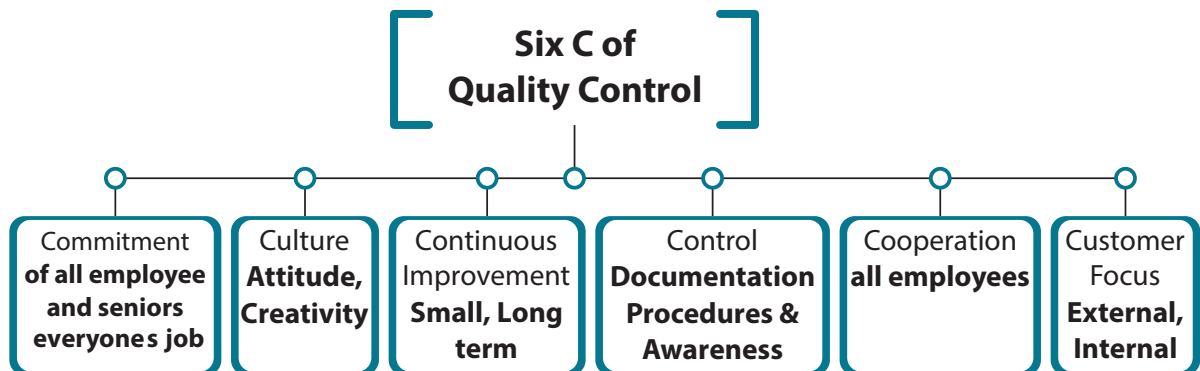 Six C of
Quality Control
Commitment
of all employee
and seniors
everyones job
Culture
Attitude,
Creativity
Continuous
Improvement
Small, Long
term
Control
Documentation
Procedures &
Awareness
Cooperation
all employees
Customer
Focus
External,
Internal